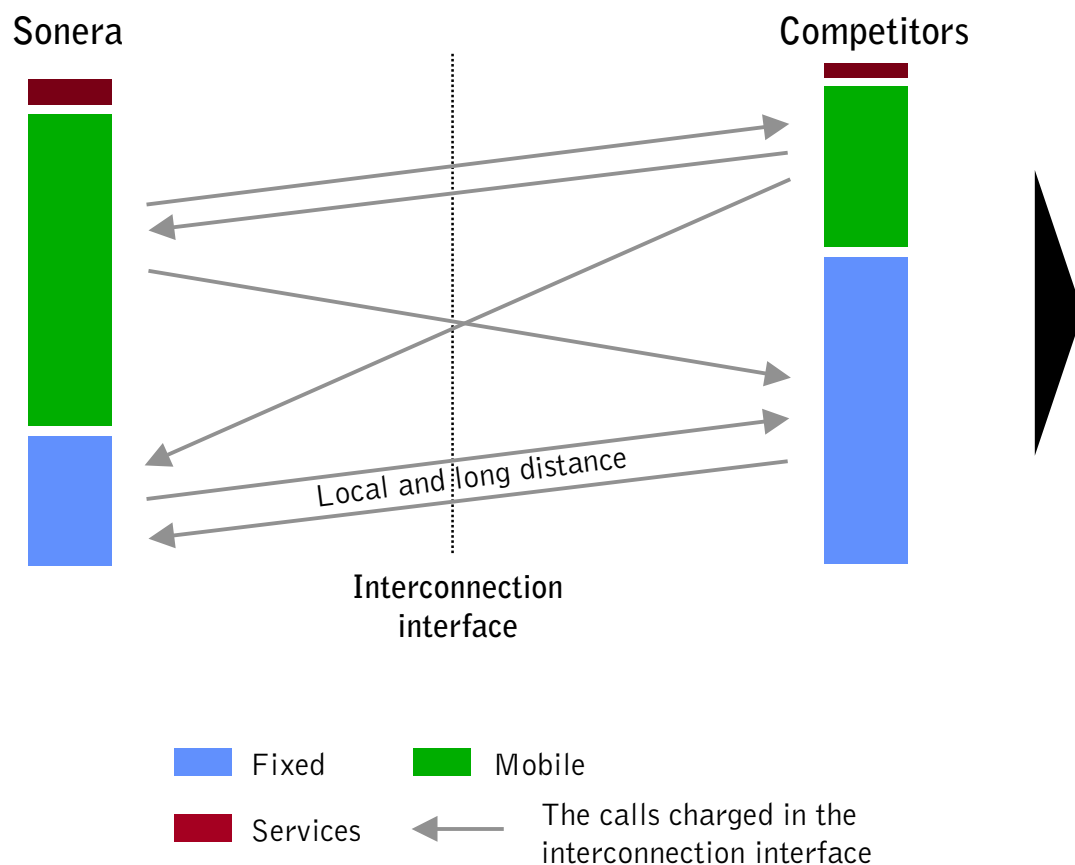 Sonera
Competitors
Local and long distance
Interconnection
interface
Fixed
Mobile
Services
The calls charged in the
interconnection interface